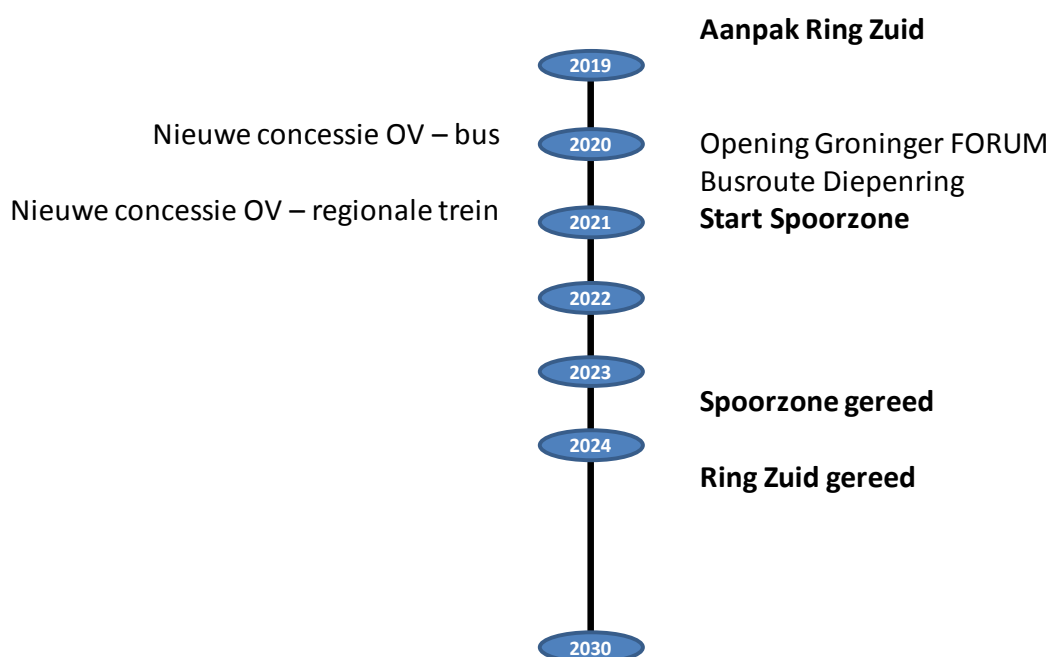 Aanpak Ring Zuid
2019
Nieuwe concessie OV – bus
2020
Opening Groninger FORUM
Busroute Diepenring
Nieuwe concessie OV – regionale trein
2021
Start Spoorzone
2022
2023
Spoorzone gereed
2024
Ring Zuid gereed
2030